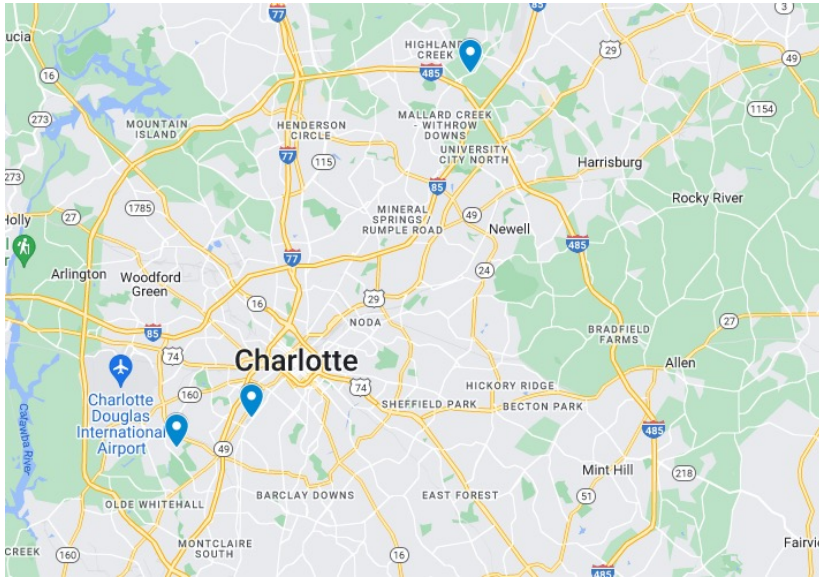 77
85
3
ucia
HIGHLAND
CREEK
29
49
16
485
1154
273
MOUNTAIN
ISLAND
HENDERSON
CIRCLE
77
MALLARD CREEK
- WITHROW
DOWNS
115
UNIVERSITY
CITY NORTH
Harrisburg
273
85
Rocky River
1785
MINERAL
SPRINGS
RUMPLE ROAD
49
Holly
27
Newell
485
77
Arlington
Woodford
Green
24
16
29
NODA
85
27
BRADFIELD
FARMS
74
Charlotte
Allen
Charlotte
Douglas
International
Airport
160
74
HICKORY RIDGE
SHEFFIELD PARK
BECTON PARK
Catawba River
485
49
Mint Hill
218
OLDE WHITEHALL
BARCLAY DOWNS
EAST FOREST
51
MONTCLAIRE
SOUTH
CREEK
160
16
485
Fairvi